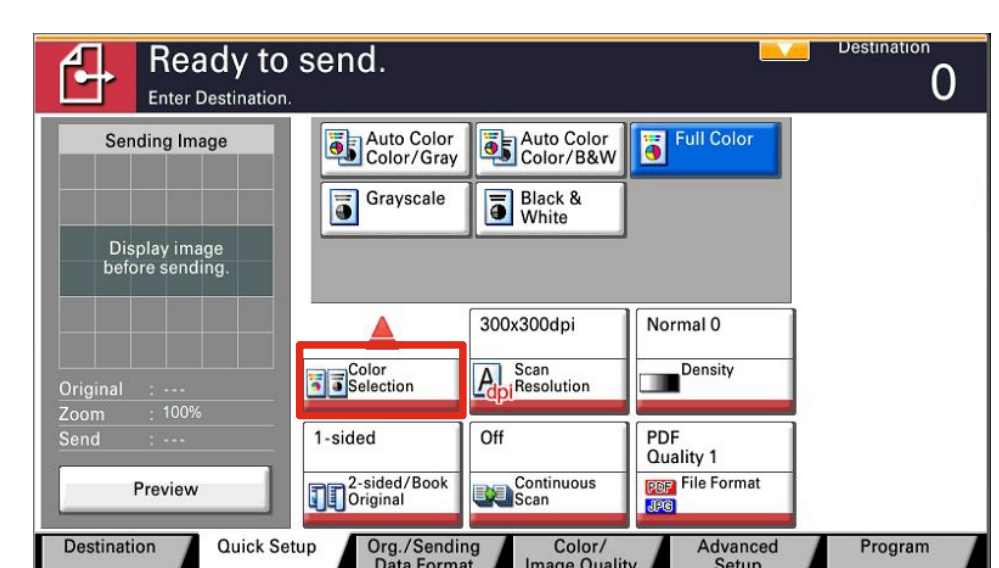 Ready to send.
Enter Destination.
Destination
0
Sending Image
Display image
before sending.
Original : ---
Zoom : 100%
Send : ---
Preview
Auto Color
Color/Gray
Auto Color
Color/B&W
Full Color
Grayscale
Black &
White
Color
Selection
300x300dpi
A
dpi
Scan
Resolution
Normal 0
Density
1-sided
2-sided/Book
Original
Off
Continuous
Scan
PDF
Quality 1
PDF
JPG
File Format
Destination
Quick Setup
Org./Sending
Data Format
Color/
Image Quality
Advanced
Setup
Program